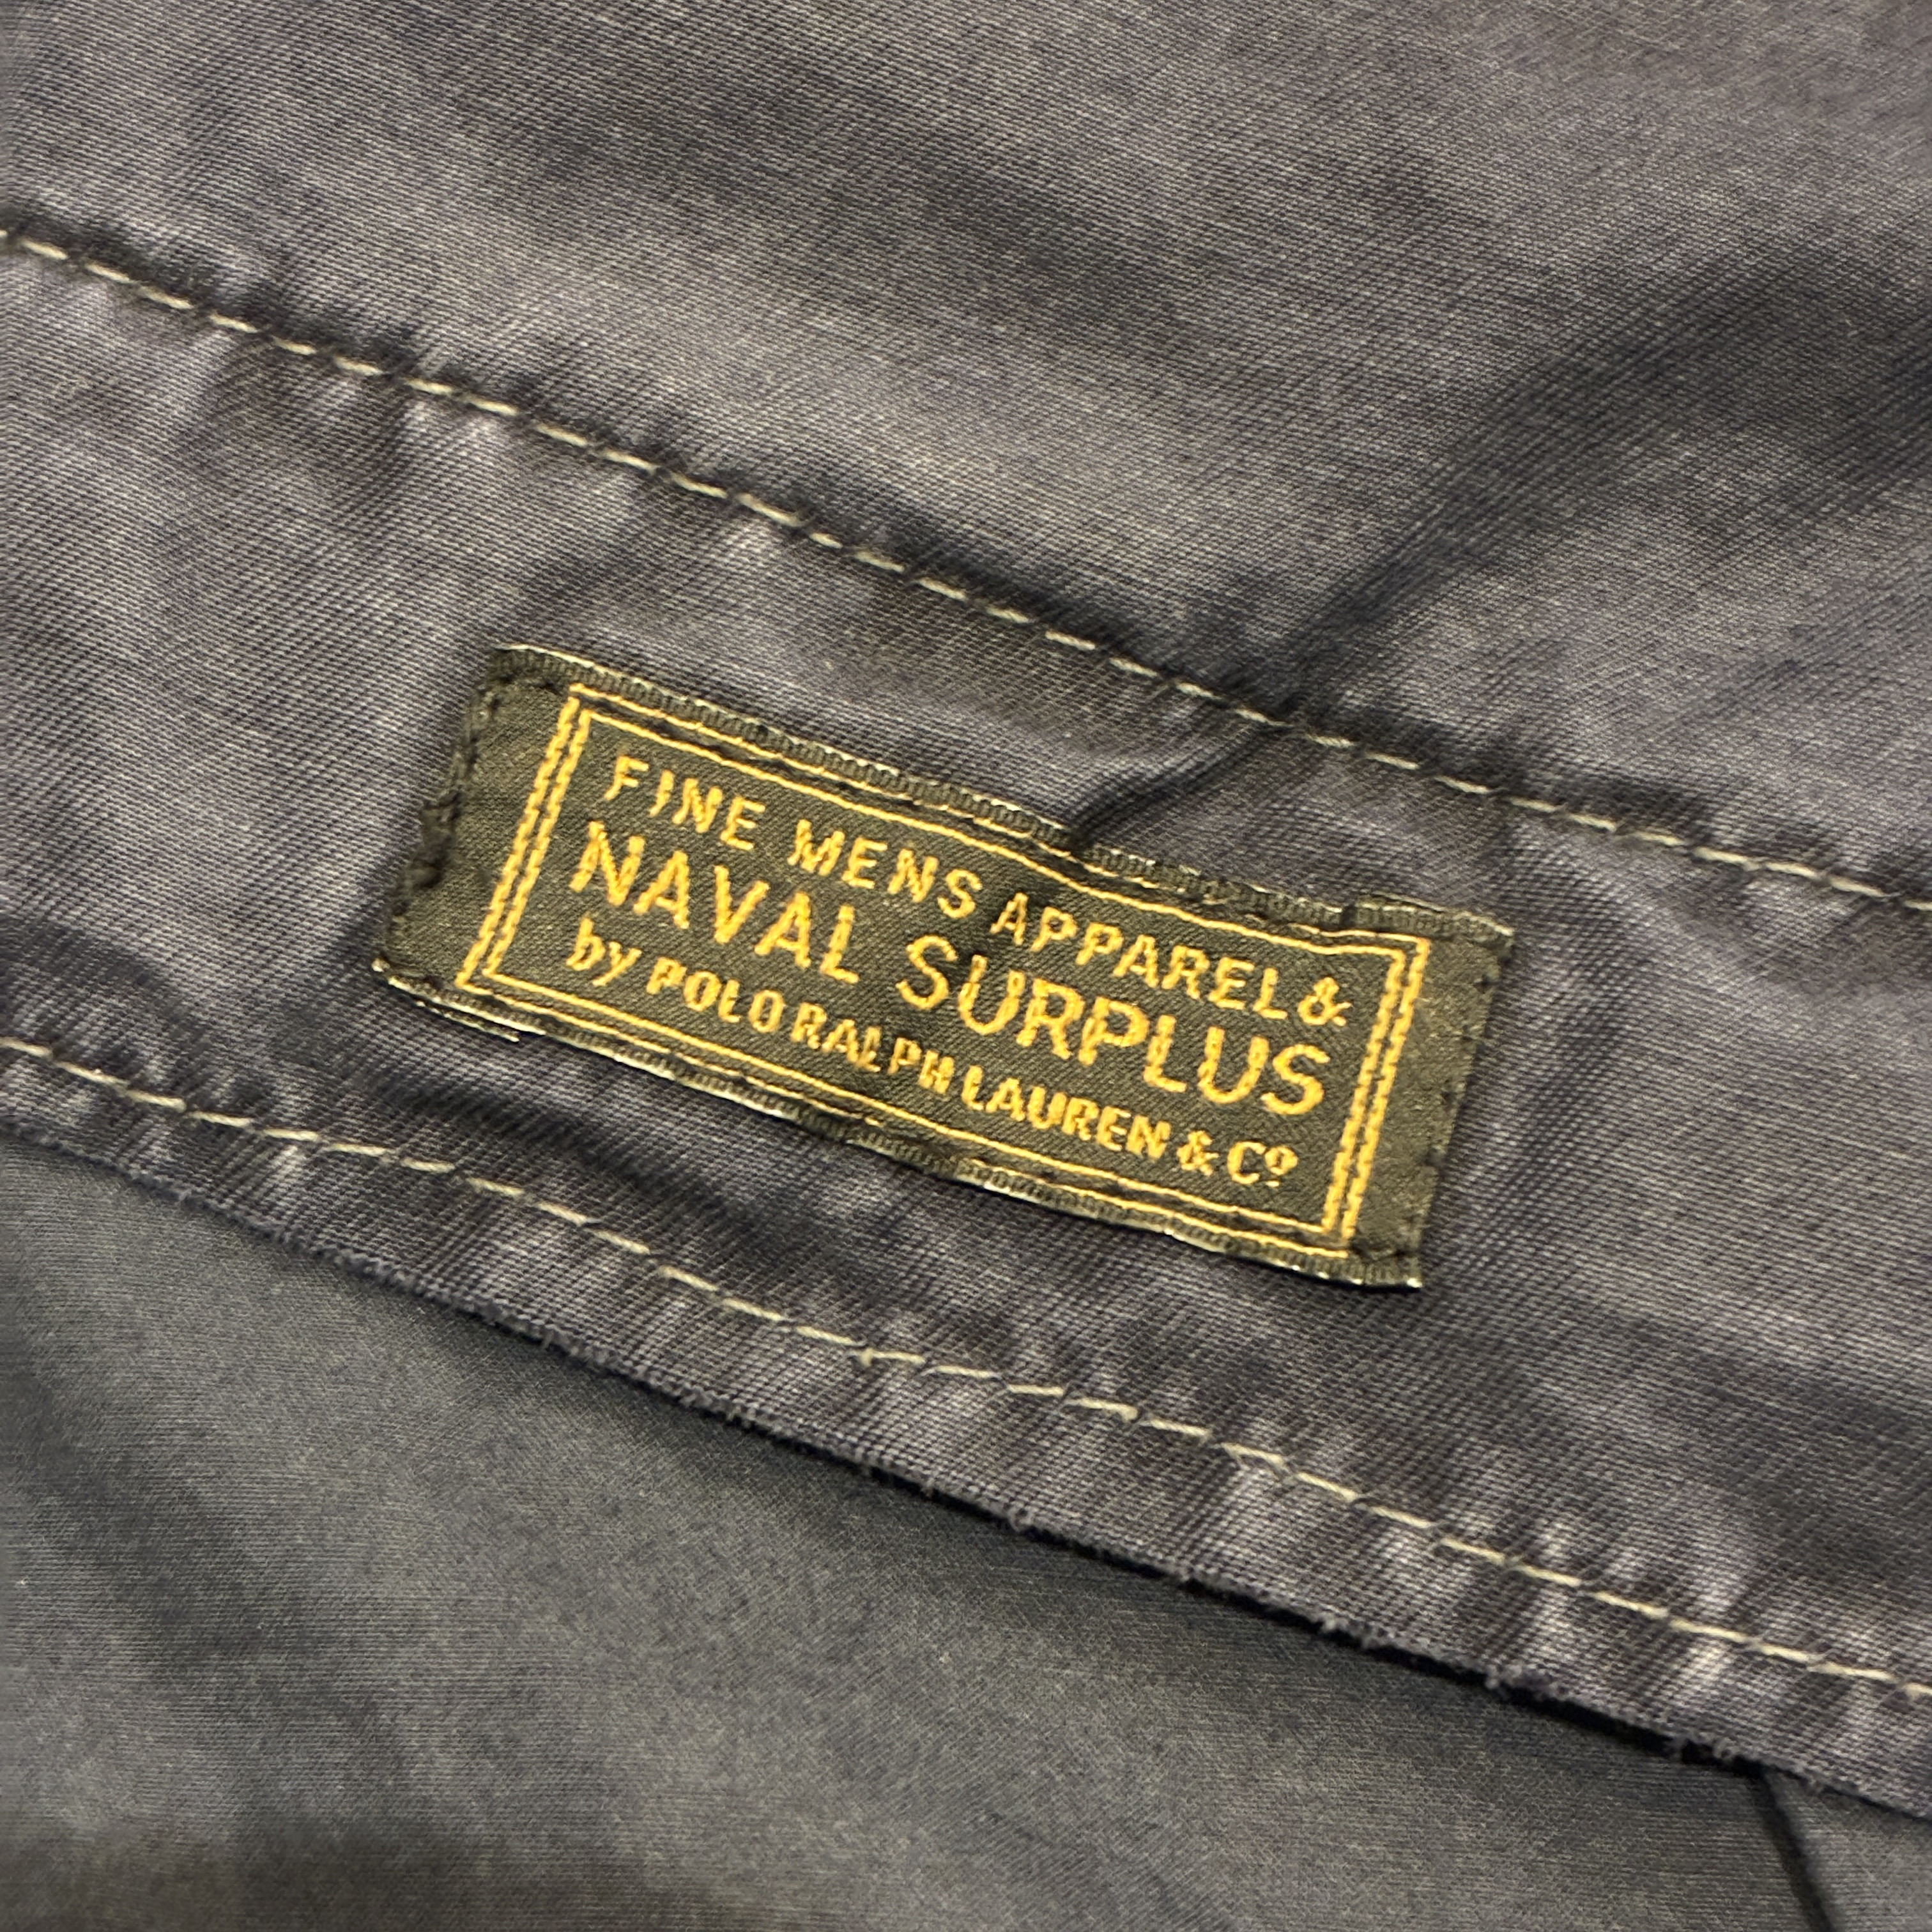 FINE MENS APPAREL &
NAVAL SURPLUS
by POLO RALPH LAUREN & Cº